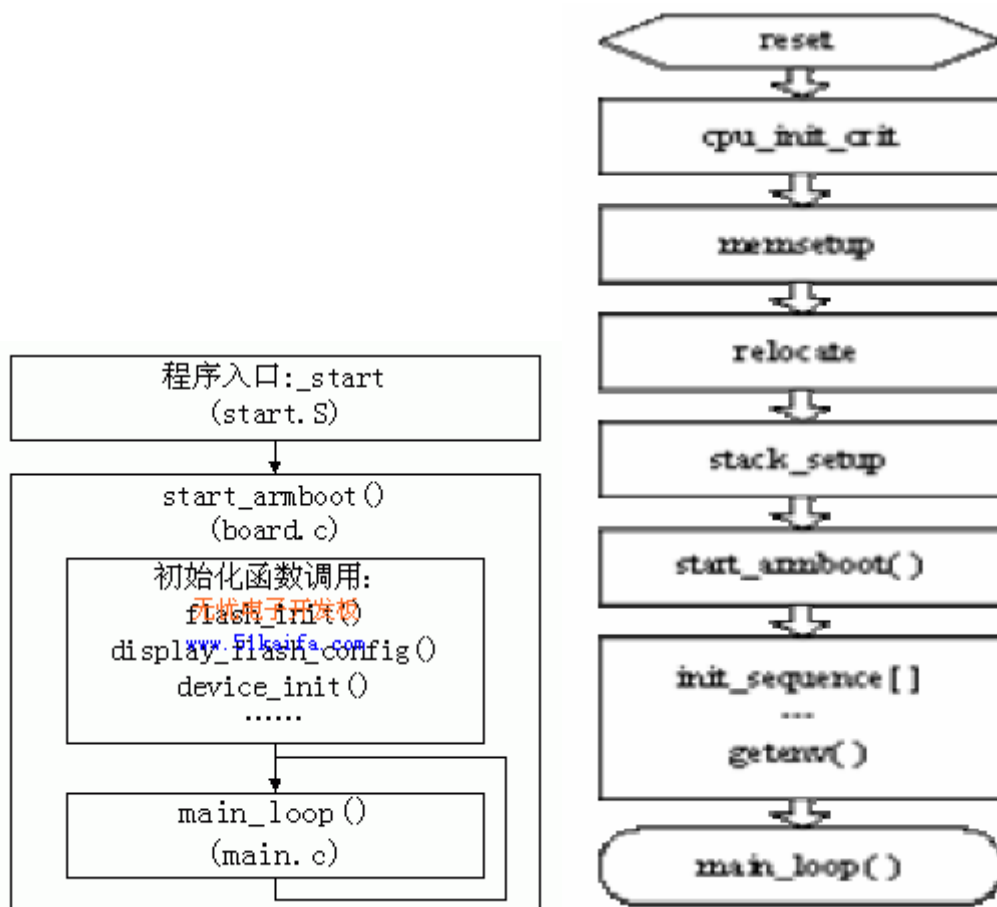 程序入口:_start
(start.S)
start_armboot()
(board.c)
初始化函数调用:
flash_init()
无忧电子开发板
www.51kaifa.com
display_flash_config()
device_init()
......
main_loop()
(main.c)
reset
cpu_init_crit
memsetup
relocate
stack_setup
start_armboot()
init_sequence[]
...
getenv()
main_loop()